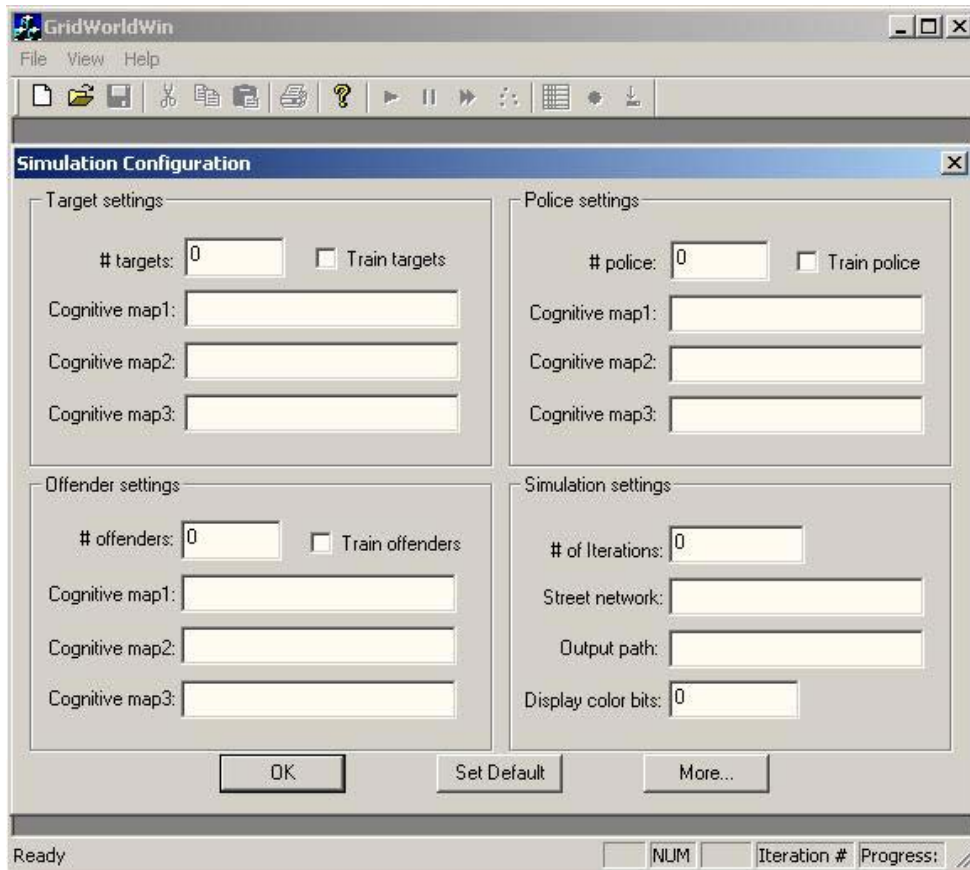 GridWorldWin
File View Help
Simulation Configuration
Target settings
# targets: 0 Train targets
Cognitive map1:
Cognitive map2:
Cognitive map3:
Police settings
# police: 0 Train police
Cognitive map1:
Cognitive map2:
Cognitive map3:
Offender settings
# offenders: 0 Train offenders
Cognitive map1:
Cognitive map2:
Cognitive map3:
Simulation settings
# of Iterations: 0
Street network:
Output path:
Display color bits: 0
OK Set Default More...
Ready NUM Iteration # Progress: